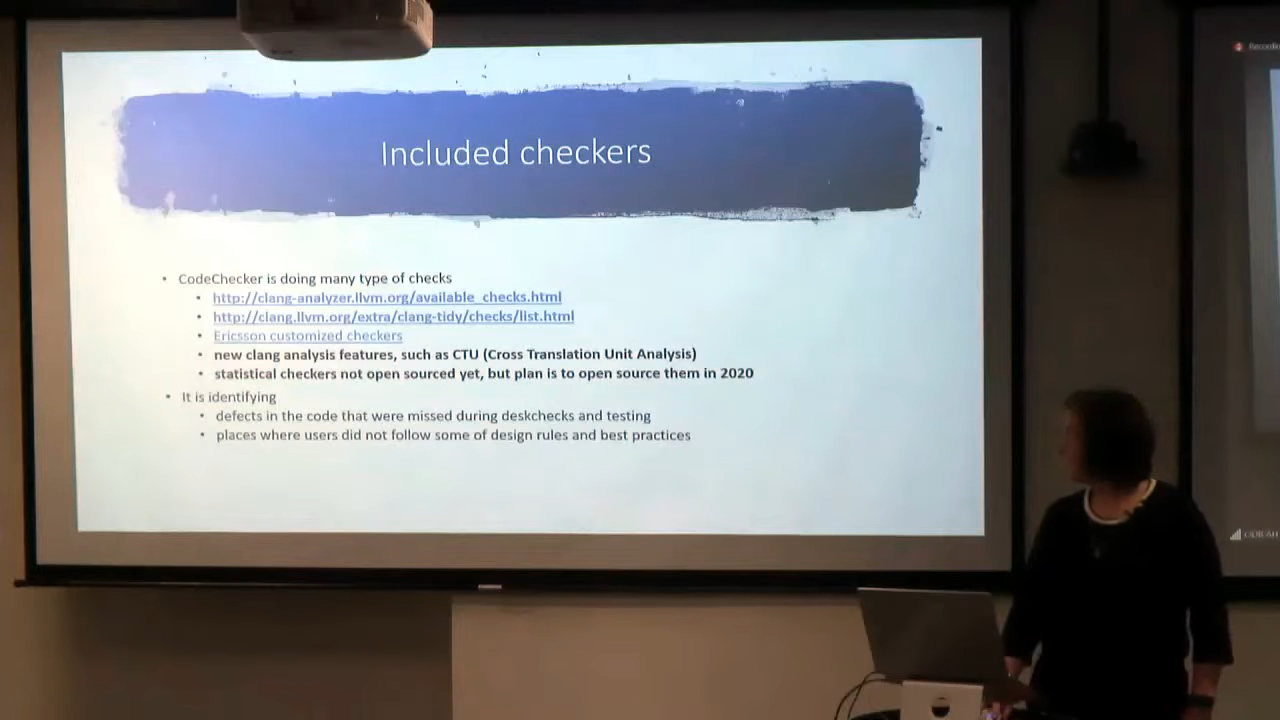 Included checkers
CodeChecker is doing many type of checks
http://clang-analyzer.llvm.org/available_checks.html
http://clang.llvm.org/extra/clang-tidy/checks/list.html
Ericsson customized checkers
new clang analysis features, such as CTU (Cross Translation Unit Analysis)
statistical checkers not open sourced yet, but plan is to open source them in 2020
It is identifying
defects in the code that were missed during deskchecks and testing
places where users did not follow some of design rules and best practices